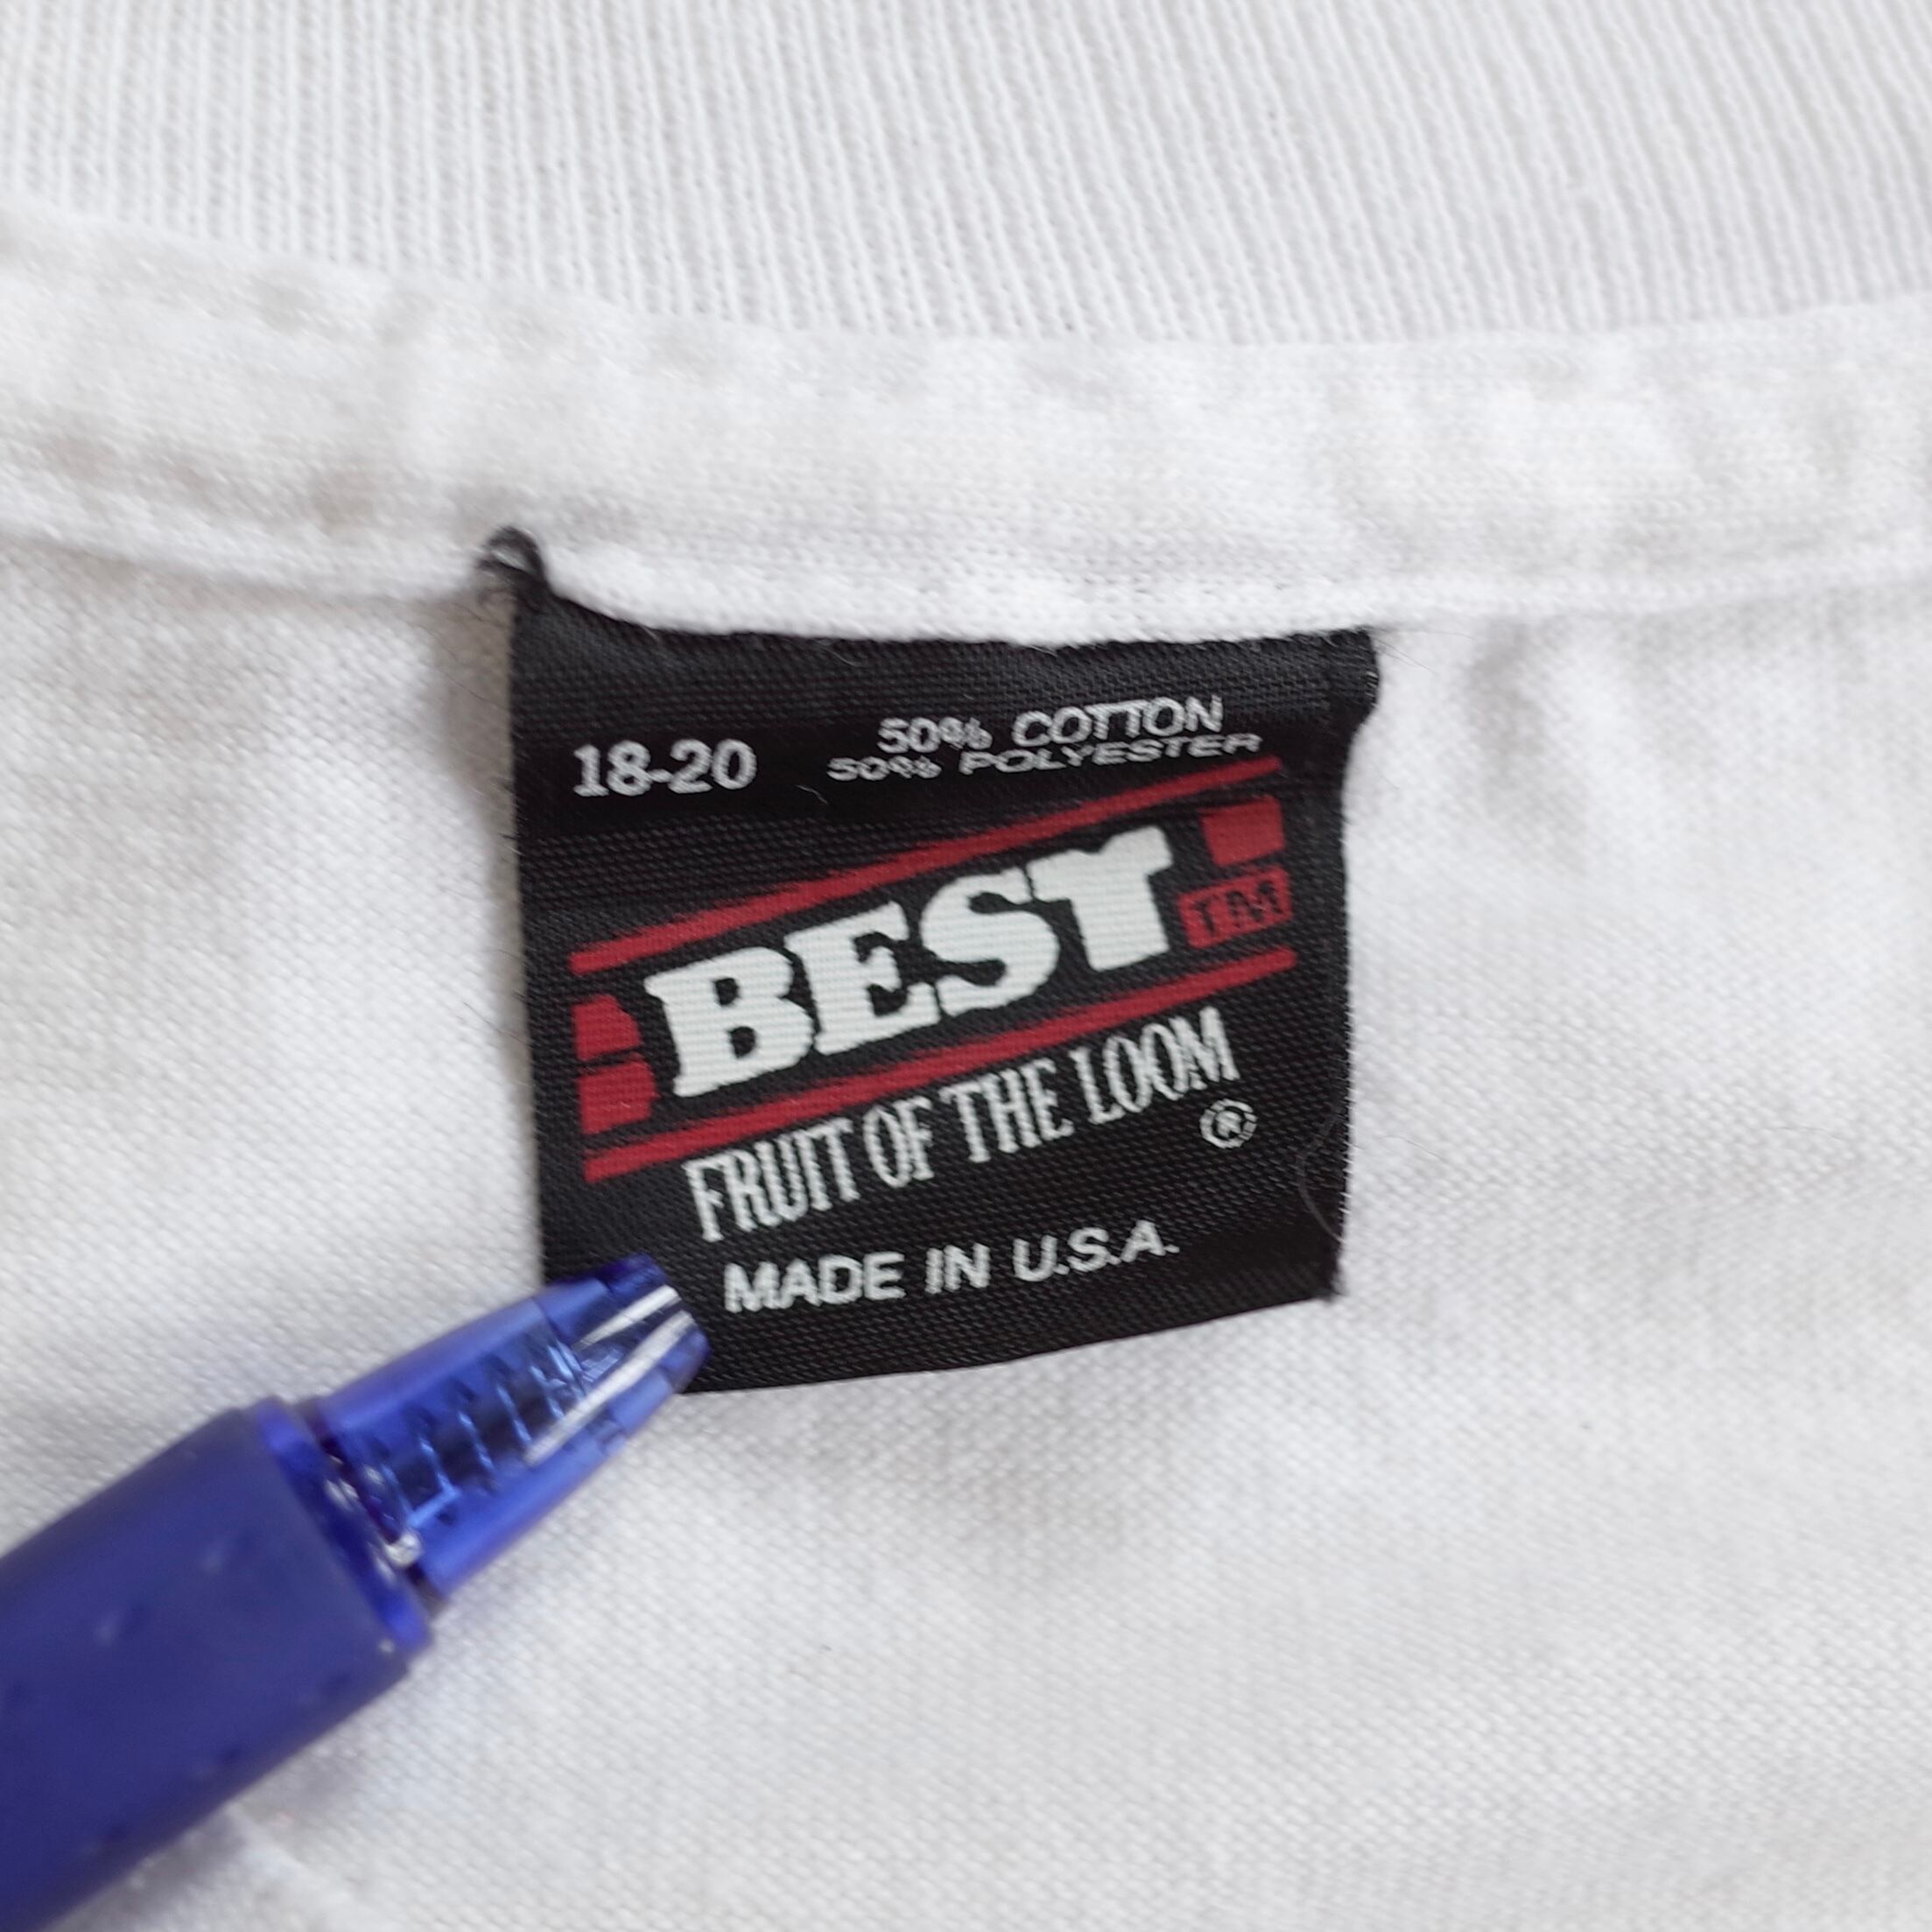 18-20
50% COTTON
50% POLYESTER
BEST TM
FRUIT OF THE LOOM
®
MADE IN U.S.A.